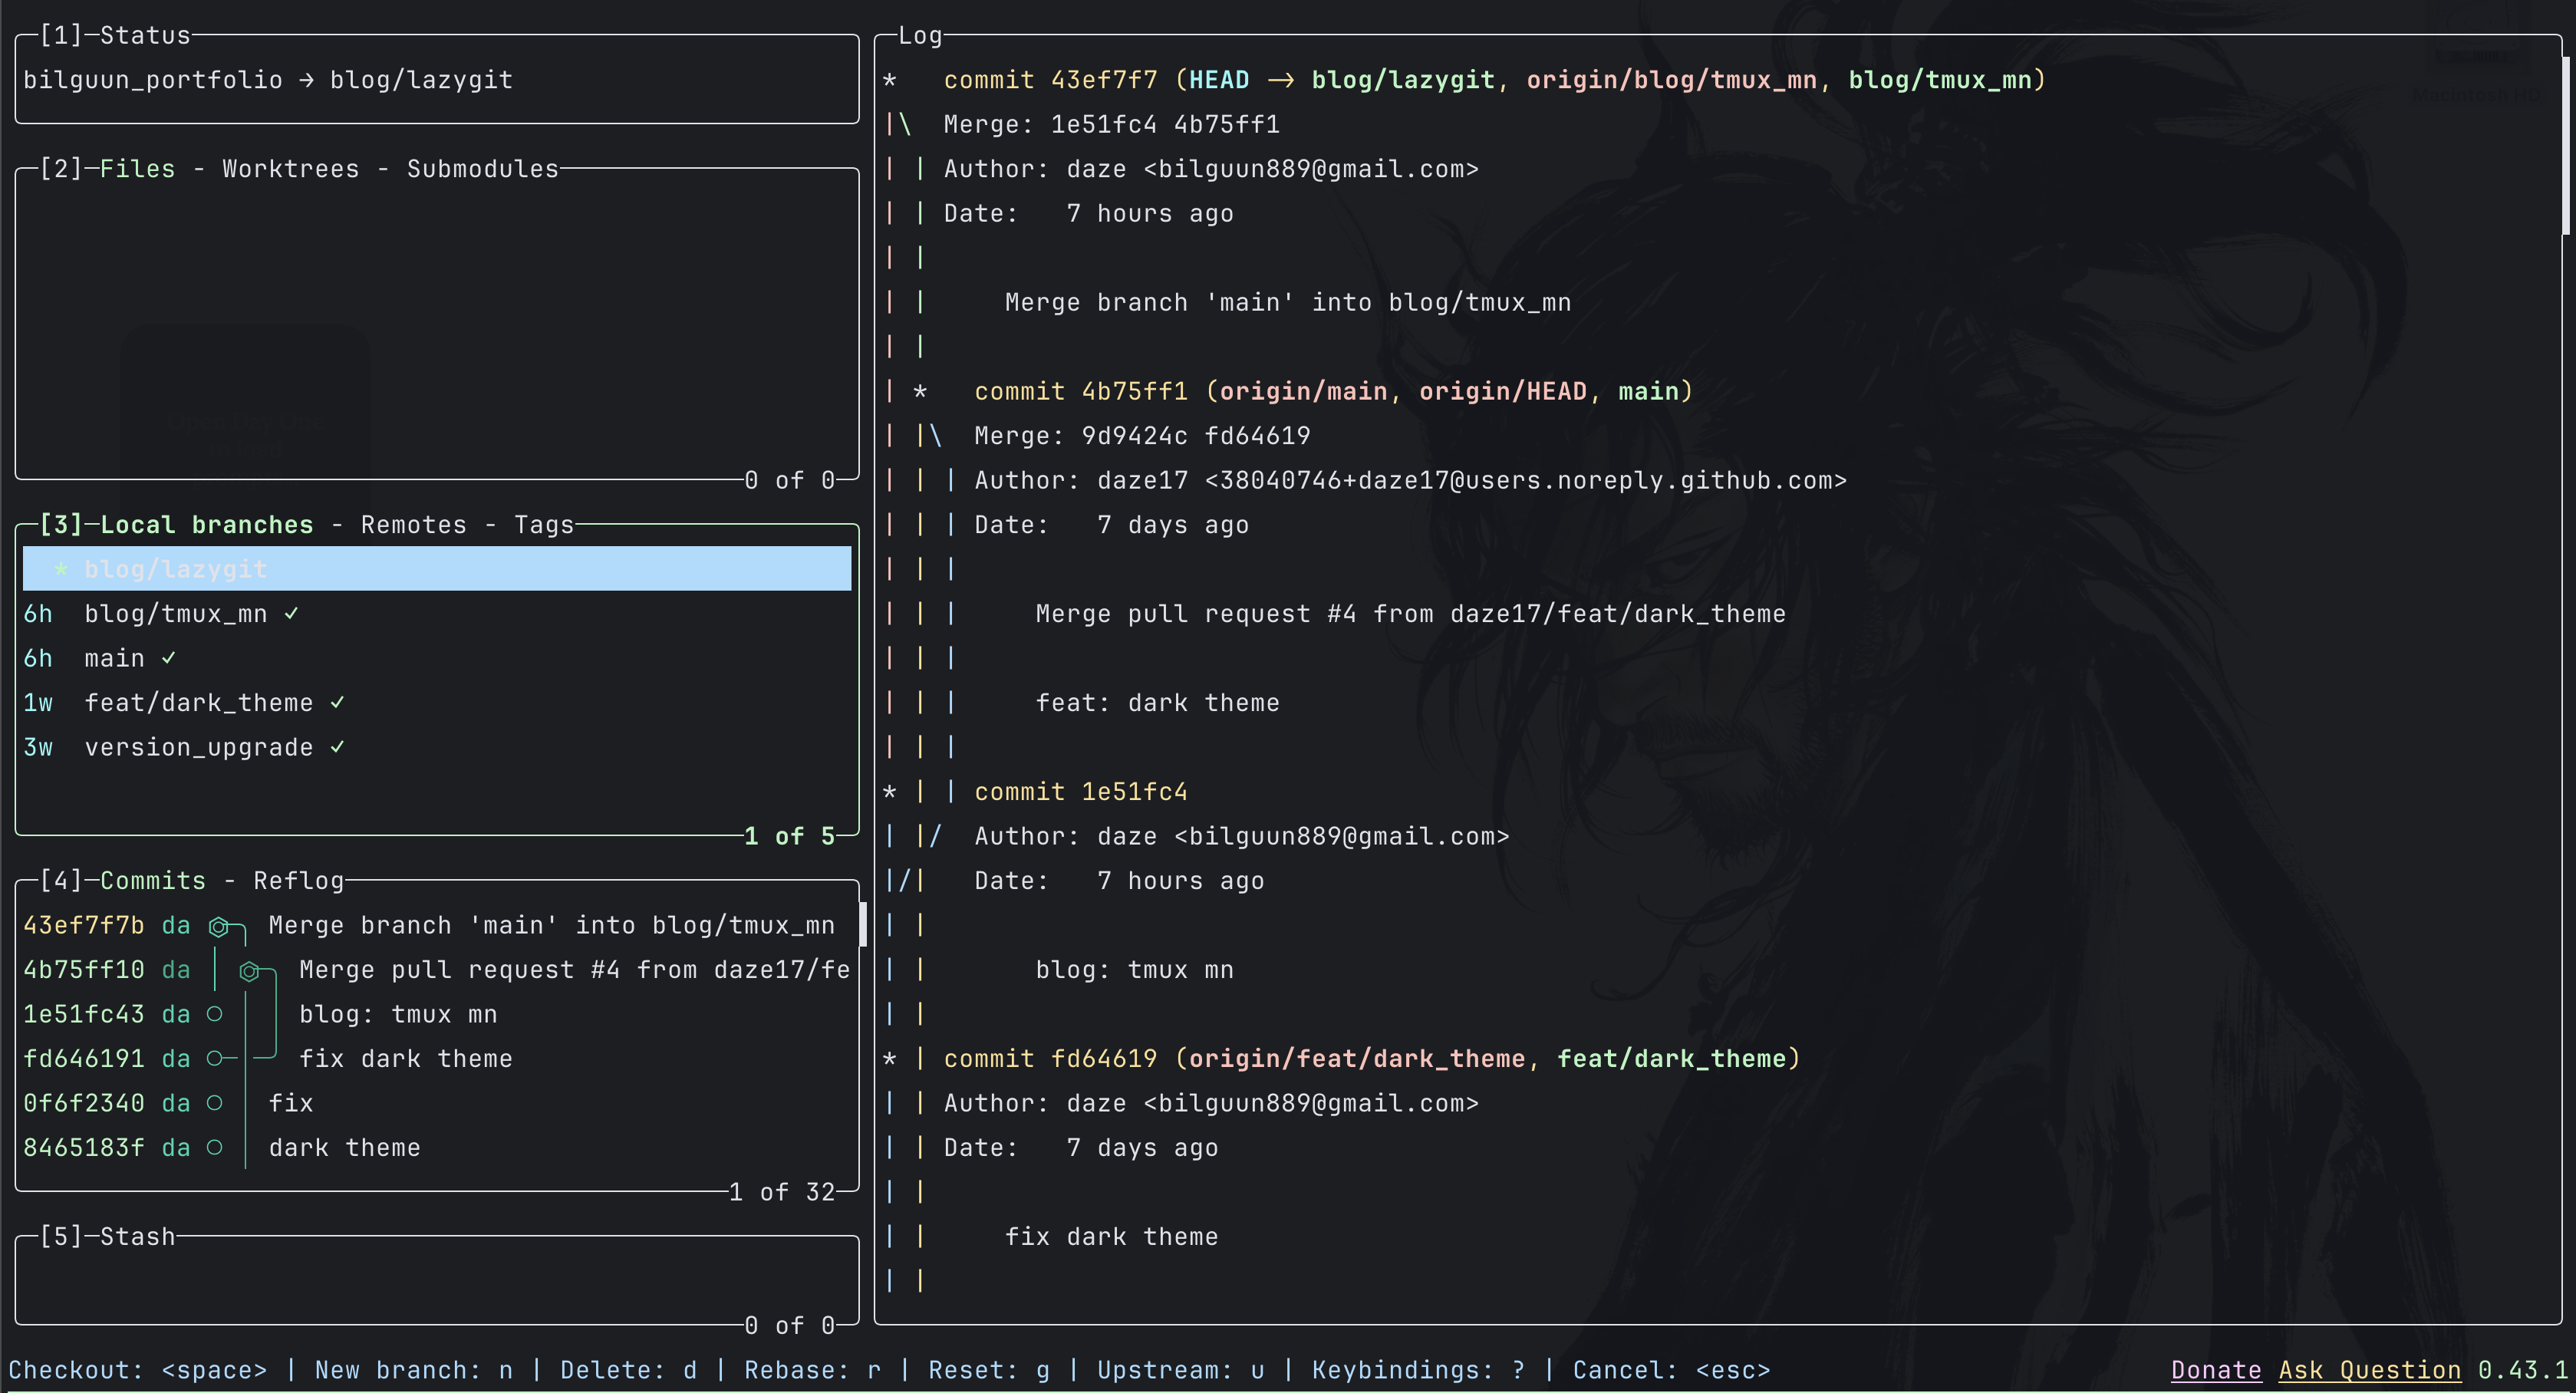 [1]─Status
bilguun_portfolio → blog/lazygit
[2]─Files - Worktrees - Submodules
0 of 0
[3]─Local branches - Remotes - Tags
* blog/lazygit
6h blog/tmux_mn ✓
6h main ✓
1w feat/dark_theme ✓
3w version_upgrade ✓
1 of 5
[4]─Commits - Reflog
43ef7f7b da Merge branch 'main' into blog/tmux_mn
4b75ff10 da Merge pull request #4 from daze17/fe
1e51fc43 da blog: tmux mn
fd646191 da fix dark theme
0f6f2340 da fix
8465183f da dark theme
1 of 32
[5]─Stash
0 of 0
Log
* commit 43ef7f7 (HEAD -> blog/lazygit, origin/blog/tmux_mn, blog/tmux_mn)
|\ Merge: 1e51fc4 4b75ff1
| | Author: daze <bilguun889@gmail.com>
| | Date: 7 hours ago
| |
| | Merge branch 'main' into blog/tmux_mn
| |
| * commit 4b75ff1 (origin/main, origin/HEAD, main)
| |\ Merge: 9d9424c fd64619
| | | Author: daze17 <38040746+daze17@users.noreply.github.com>
| | | Date: 7 days ago
| | |
| | | Merge pull request #4 from daze17/feat/dark_theme
| | |
| | | feat: dark theme
| | |
* | | commit 1e51fc4
| |/ Author: daze <bilguun889@gmail.com>
|/| Date: 7 hours ago
| |
| | blog: tmux mn
| |
* | commit fd64619 (origin/feat/dark_theme, feat/dark_theme)
| | Author: daze <bilguun889@gmail.com>
| | Date: 7 days ago
| |
| | fix dark theme
| |
Checkout: <space> | New branch: n | Delete: d | Rebase: r | Reset: g | Upstream: u | Keybindings: ? | Cancel: <esc> Donate Ask Question 0.43.1